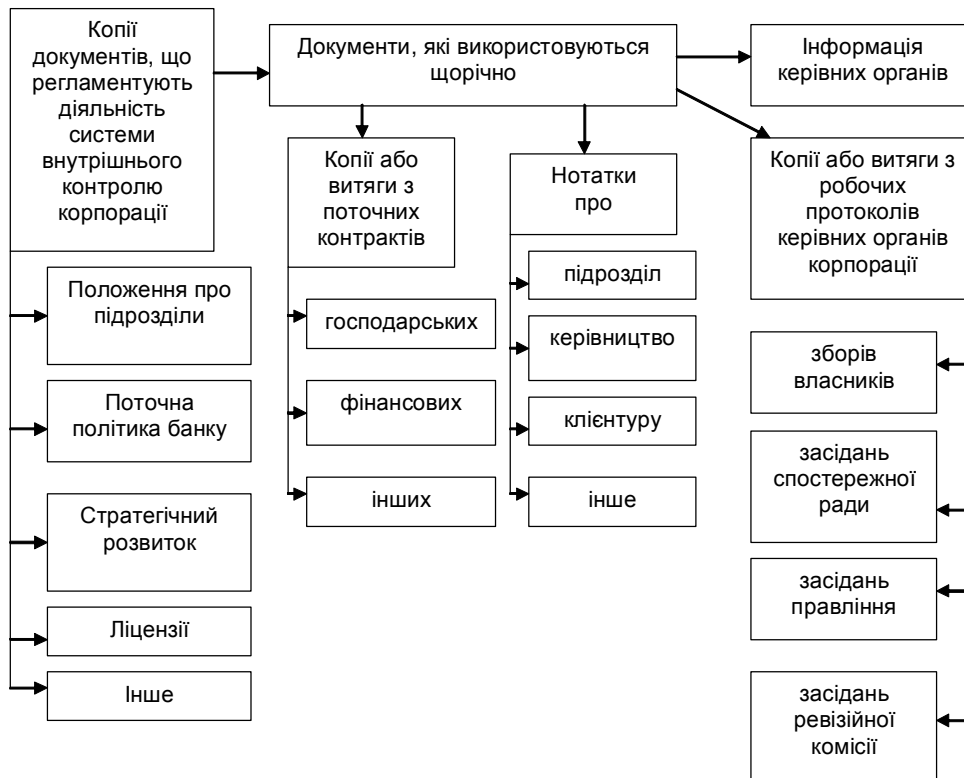 Копії
документів, що
регламентують
діяльність
системи
внутрішнього
контролю
корпорації
Документи, які використовуються
щорічно
Інформація
керівних органів
Копії або
витяги з
поточних
контрактів
Нотатки
про
Копії або витяги з
робочих
протоколів
керівних органів
корпорації
Положення про
підрозділи
Поточна
політика банку
Стратегічний
розвиток
Ліцензії
Інше
господарських
фінансових
інших
підрозділ
керівництво
клієнтуру
інше
зборів
власників
засідань
спостережної
ради
засідань
правління
засідань
ревізійної
комісії